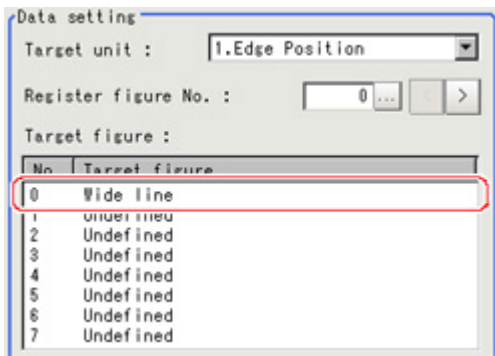 Data setting
Target unit : 1.Edge Position
Register figure No. : 0 ... < >
Target figure :
No. Target figure
0 Wide line
1 Undefined
2 Undefined
3 Undefined
4 Undefined
5 Undefined
6 Undefined
7 Undefined